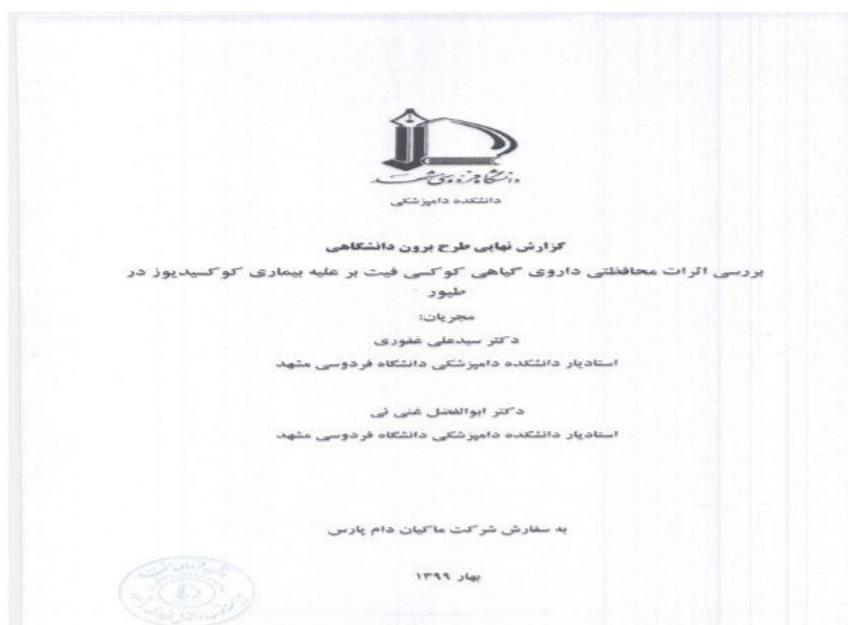 دانشگاه فردوسی مشهد
دانشکده دامپزشکی
گزارش نهایی طرح برون دانشگاهی
بررسی اثرات محافظتی داروی گیاهی کوکسی فیت بر علیه بیماری کوکسیدیوز در
طیور
مجریان:
دکتر سیدعلی غفوری
استادیار دانشکده دامپزشکی دانشگاه فردوسی مشهد
دکتر ابوالفضل غنی ئی
استادیار دانشکده دامپزشکی دانشگاه فردوسی مشهد
به سفارش شرکت ماکیان دام پارس
بهار ۱۳۹۹